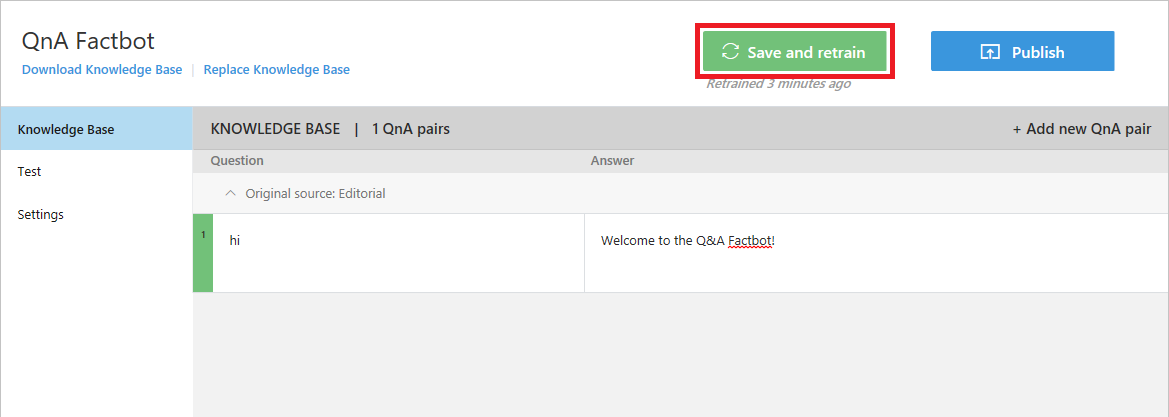 QnA Factbot
Download Knowledge Base | Replace Knowledge Base
Save and retrain
Retrained 3 minutes ago
Publish
Knowledge Base
Test
Settings
KNOWLEDGE BASE | 1 QnA pairs
+ Add new QnA pair
Question Answer
Original source: Editorial
1 hi Welcome to the Q&A Factbot!